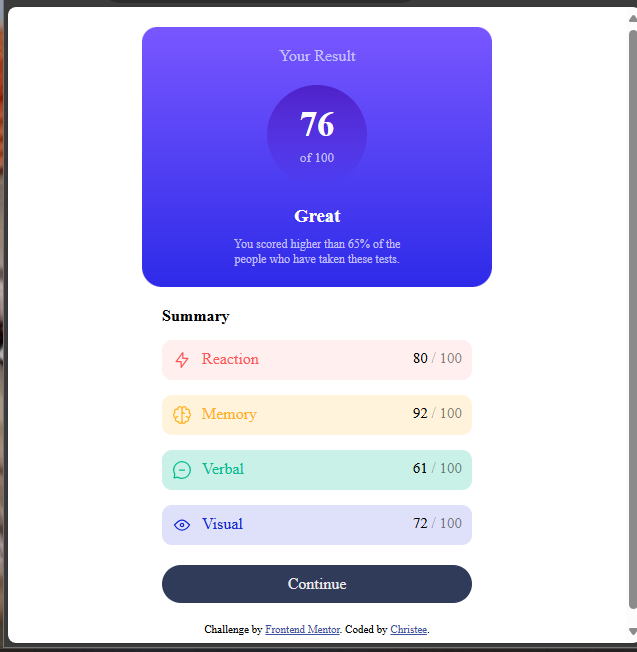 Your Result
76
of 100
Great
You scored higher than 65% of the
people who have taken these tests.
Summary
Reaction 80 / 100
Memory 92 / 100
Verbal 61 / 100
Visual 72 / 100
Continue
Challenge by Frontend Mentor. Coded by Christee.